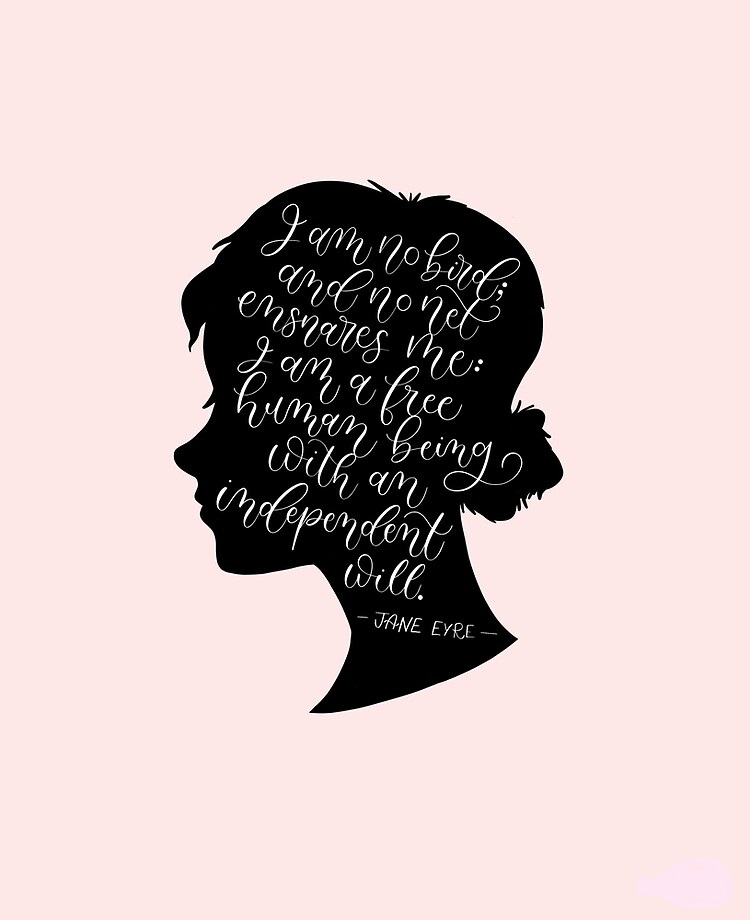 I am no bird;
and no net
ensnares me:
I am a free
human being
with an
independent
will.
- JANE EYRE -